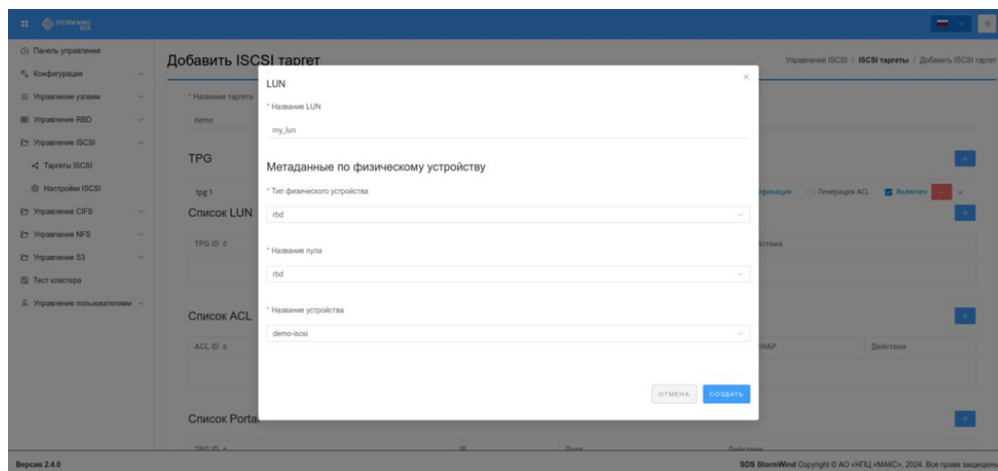 STORMWIND
SDS
Панель управления
Добавить ISCSI таргет
Управление ISCSI / ISCSI таргеты / Добавить ISCSI таргет
Конфигурация
Управление узлами
Управление RBD
Управление ISCSI
Таргеты ISCSI
Настройки ISCSI
Управление CIFS
Управление NFS
Управление S3
Тест кластера
Управление пользователями
* Название таргета
demo
TPG
tpg 1
Генерация ACL
Включен
Список LUN
TPG ID
Список ACL
ACL ID
CHAP
Действия
Список Portal
TPG ID
LUN
* Название LUN
my_lun
Метаданные по физическому устройству
* Тип физического устройства
rbd
* Название пула
rbd
* Название устройства
demo-iscsi
ОТМЕНА
СОЗДАТЬ
Версия 2.4.0
SDS StormWind Copyright © АО «НПЦ «МАКС», 2024. Все права защищены